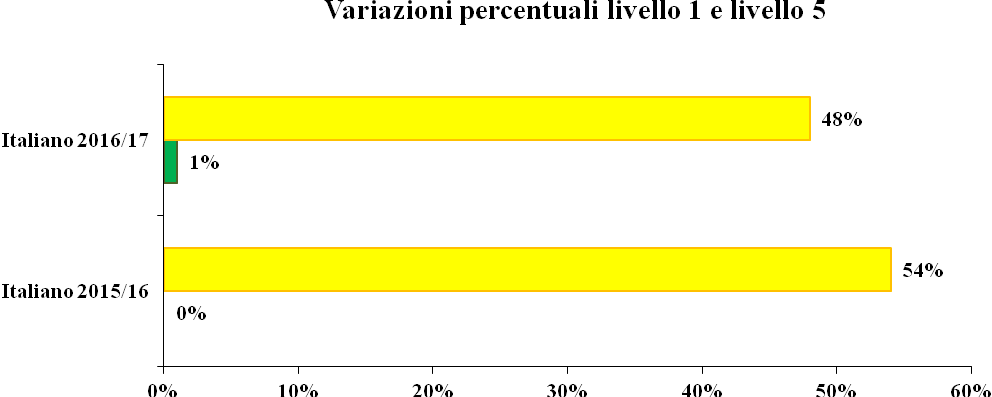 Variazioni percentuali livello 1 e livello 5
48%
Italiano 2016/17
1%
54%
Italiano 2015/16
0%
0% 10% 20% 30% 40% 50% 60%